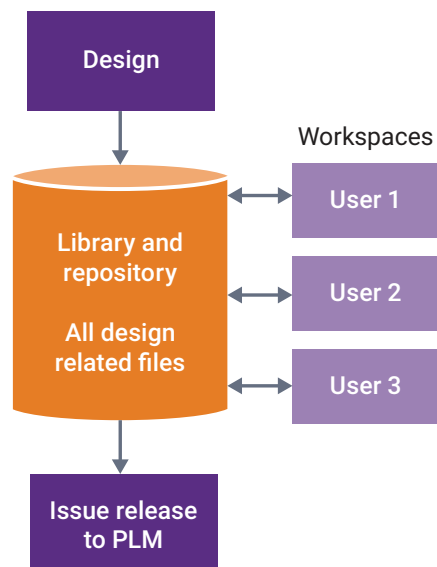 Design
Workspaces
User 1
Library and
repository
User 2
All design
related files
User 3
Issue release
to PLM